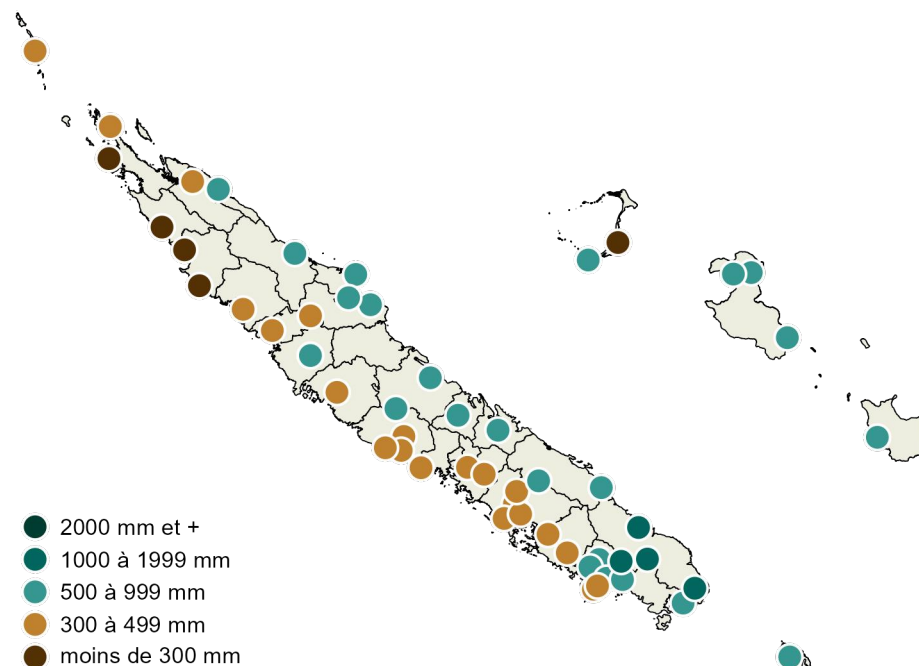 2000 mm et +
1000 à 1999 mm
500 à 999 mm
300 à 499 mm
moins de 300 mm